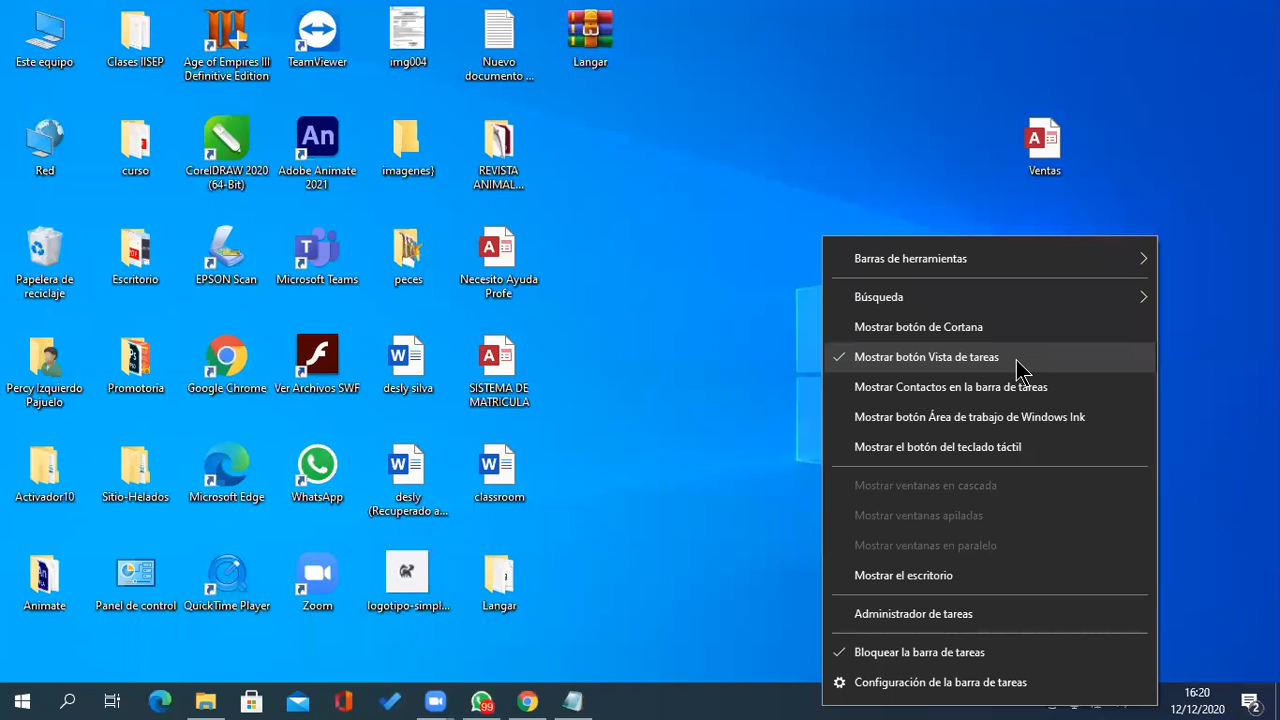 Este equipo
Clases IISEP
Age of Empires III
Definitive Edition
TeamViewer
img004
Nuevo
documento ...
Langar
Red
curso
CorelDRAW 2020
(64-Bit)
Adobe Animate
2021
imagenes}
REVISTA
ANIMAL...
Ventas
Papelera de
reciclaje
Escritorio
EPSON Scan
Microsoft Teams
peces
Necesito Ayuda
Profe
Percy Izquierdo
Pajuelo
Promotoria
Google Chrome
Ver Archivos SWF
desly silva
SISTEMA DE
MATRICULA
Activador10
Sitio-Helados
Microsoft Edge
WhatsApp
desly
(Recuperado a...
classroom
Animate
Panel de control
QuickTime Player
Zoom
logotipo-simpl...
Langar
Barras de herramientas
Búsqueda
Mostrar botón de Cortana
Mostrar botón Vista de tareas
Mostrar Contactos en la barra de tareas
Mostrar botón Área de trabajo de Windows Ink
Mostrar el botón del teclado táctil
Mostrar ventanas en cascada
Mostrar ventanas apiladas
Mostrar ventanas en paralelo
Mostrar el escritorio
Administrador de tareas
Bloquear la barra de tareas
Configuración de la barra de tareas
99
16:20
12/12/2020
2